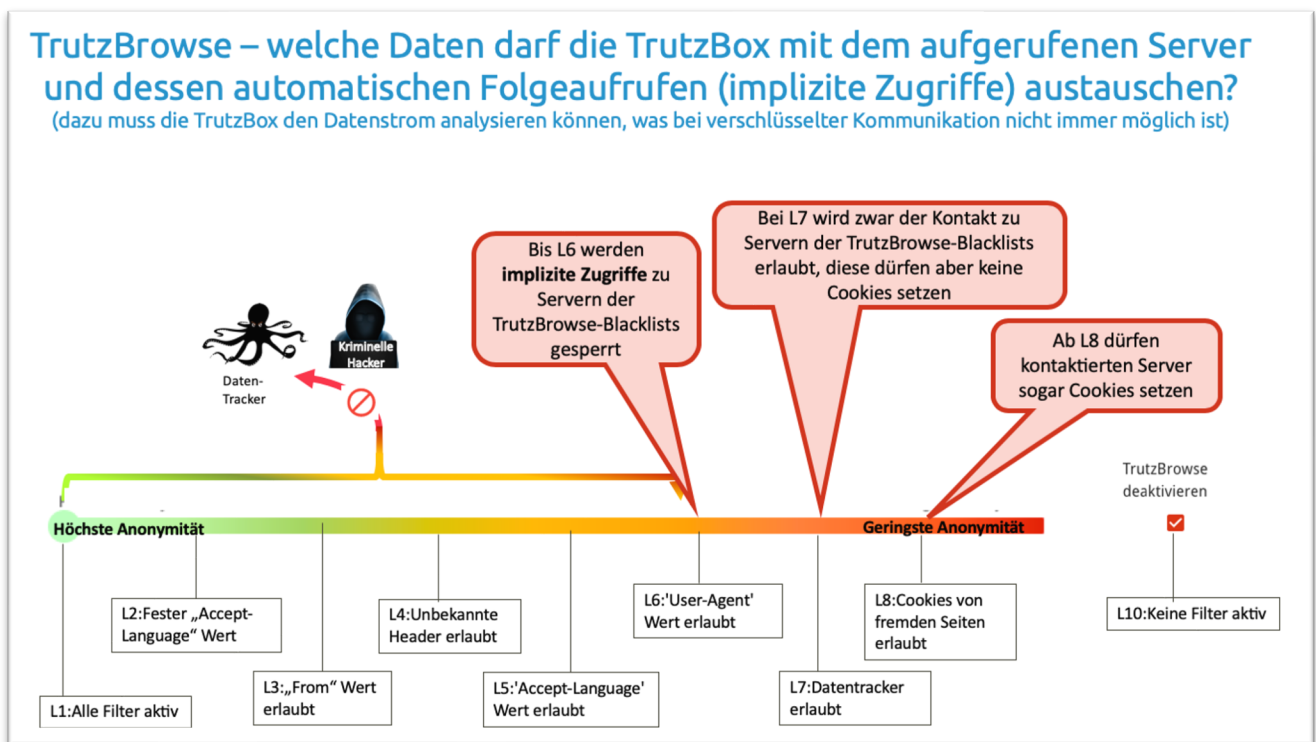 TrutzBrowse – welche Daten darf die TrutzBox mit dem aufgerufenen Server
und dessen automatischen Folgeaufrufen (implizite Zugriffe) austauschen?
(dazu muss die TrutzBox den Datenstrom analysieren können, was bei verschlüsselter Kommunikation nicht immer möglich ist)
Bei L7 wird zwar der Kontakt zu
Servern der TrutzBrowse-Blacklists
erlaubt, diese dürfen aber keine
Cookies setzen
Bis L6 werden
implizite Zugriffe zu
Servern der
TrutzBrowse-Blacklists
gesperrt
Ab L8 dürfen
kontaktierten Server
sogar Cookies setzen
Kriminelle
Hacker
Daten-
Tracker
TrutzBrowse
deaktivieren
Höchste Anonymität
Geringste Anonymität
L1:Alle Filter aktiv
L2:Fester „Accept-
Language“ Wert
L3:„From“ Wert
erlaubt
L4:Unbekannte
Header erlaubt
L5:'Accept-Language'
Wert erlaubt
L6:'User-Agent'
Wert erlaubt
L7:Datentracker
erlaubt
L8:Cookies von
fremden Seiten
erlaubt
L10:Keine Filter aktiv